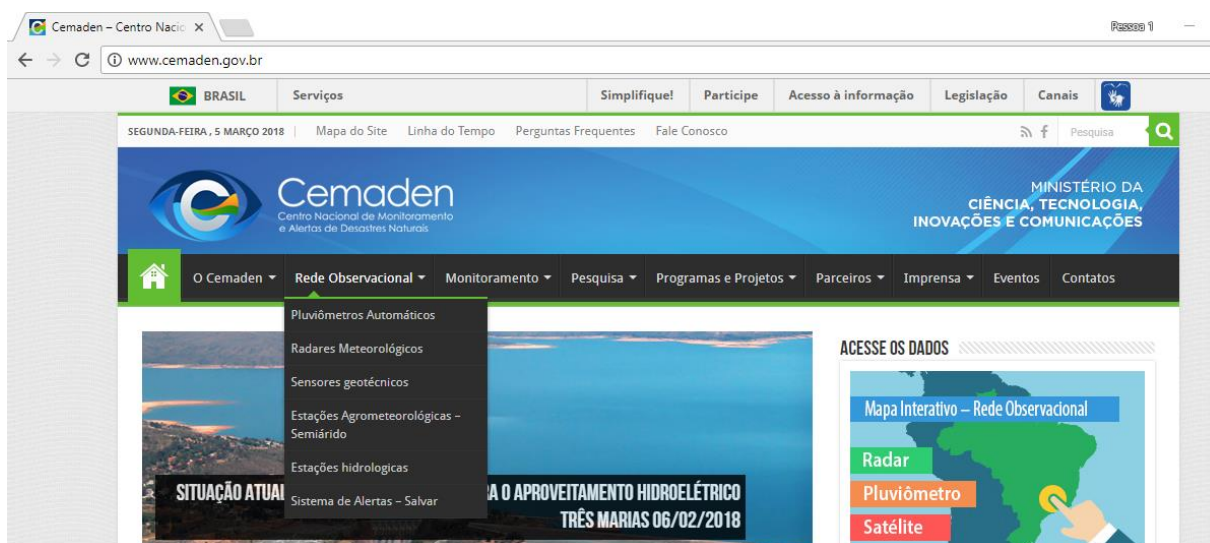 Cemaden – Centro Nacio
Pessoa 1
www.cemaden.gov.br
BRASIL Serviços Simplifique! Participe Acesso à informação Legislação Canais
SEGUNDA-FEIRA , 5 MARÇO 2018 | Mapa do Site Linha do Tempo Perguntas Frequentes Fale Conosco Pesquisa
Cemaden
Centro Nacional de Monitoramento
e Alertas de Desastres Naturais
MINISTÉRIO DA
CIÊNCIA, TECNOLOGIA,
INOVAÇÕES E COMUNICAÇÕES
O Cemaden Rede Observacional Monitoramento Pesquisa Programas e Projetos Parceiros Imprensa Eventos Contatos
Pluviômetros Automáticos
Radares Meteorológicos
Sensores geotécnicos
Estações Agrometeorológicas –
Semiárido
Estações hidrologicas
Sistema de Alertas – Salvar
SITUAÇÃO ATUAL A O APROVEITAMENTO HIDROELÉTRICO
TRÊS MARIAS 06/02/2018
ACESSE OS DADOS
Mapa Interativo – Rede Observacional
Radar
Pluviômetro
Satélite